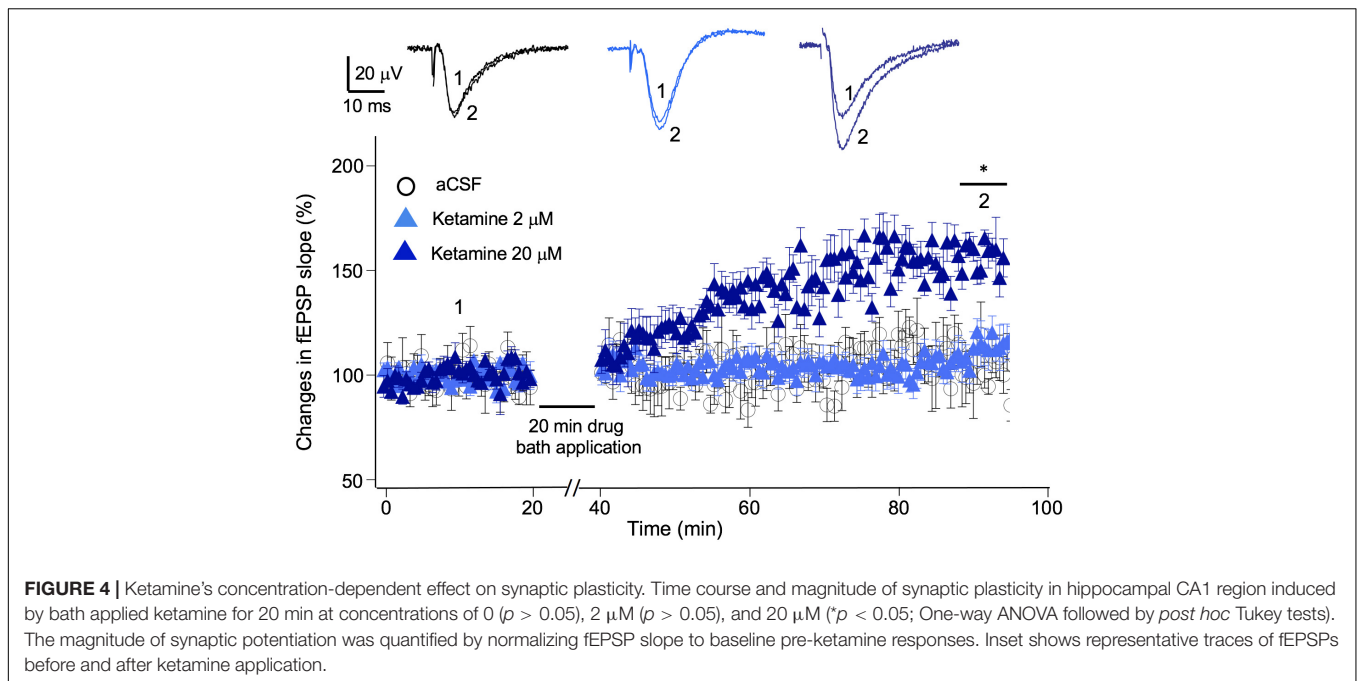 20 μV
10 ms
1
2
1
2
1
2
Changes in fEPSP slope (%)
200
150
100
50
aCSF
Ketamine 2 μM
Ketamine 20 μM
1
*
2
20 min drug
bath application
0
20
40
60
80
100
Time (min)
FIGURE 4 | Ketamine's concentration-dependent effect on synaptic plasticity. Time course and magnitude of synaptic plasticity in hippocampal CA1 region induced
by bath applied ketamine for 20 min at concentrations of 0 (p > 0.05), 2 μM (p > 0.05), and 20 μM (*p < 0.05; One-way ANOVA followed by post hoc Tukey tests).
The magnitude of synaptic potentiation was quantified by normalizing fEPSP slope to baseline pre-ketamine responses. Inset shows representative traces of fEPSPs
before and after ketamine application.